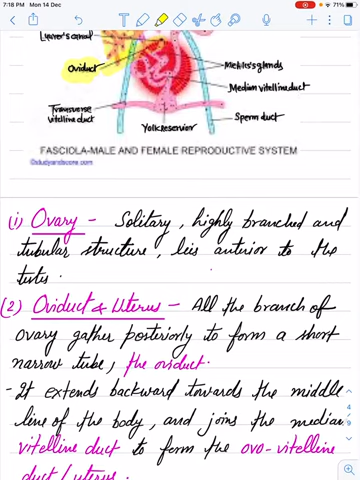 7:18 PM Mon 14 Dec
71%
Laurer's canal
Oviduct
Mehlis's glands
Median vitelline duct
Transverse
vitelline duct
Yolk reservior
Sperm duct
FASCIOLA-MALE AND FEMALE REPRODUCTIVE SYSTEM
©studyandscore.com
(i) Ovary - Solitary, highly branched and
tubular structure, lies anterior to the
testes.
(2) Oviduct & Uterus - All the branch of
ovary gather posteriorly to form a short
narrow tube, the oviduct.
- It extends backward towards the middle
line of the body, and joins the median
vitelline duct to form the ovo-vitelline
duct/uterus.
4
9